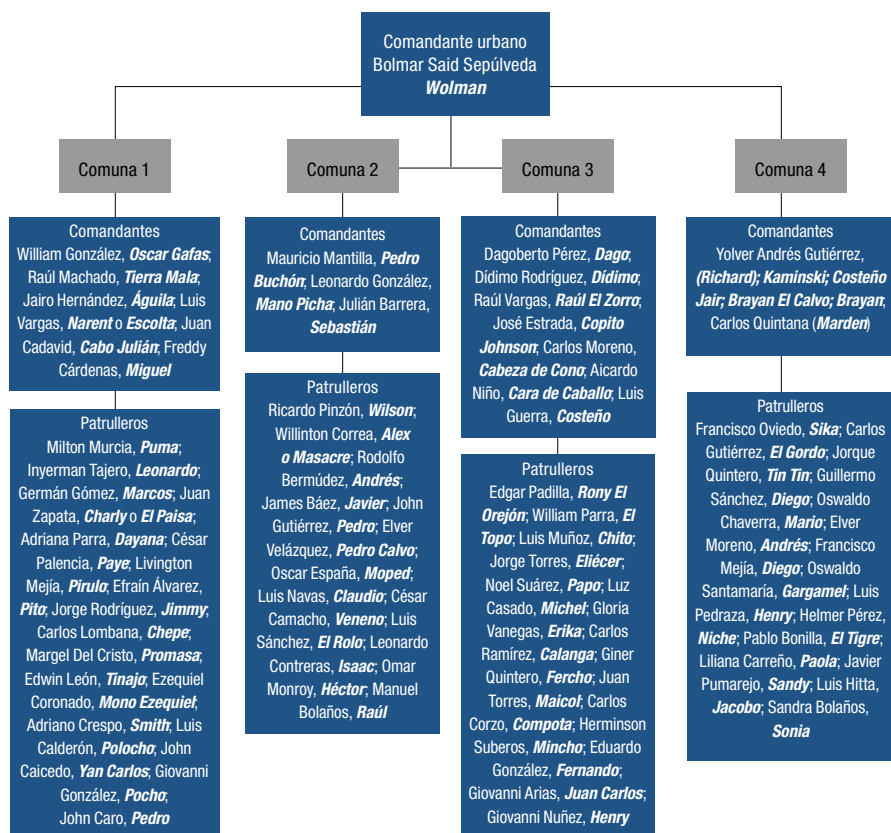 Comandante urbano
Bolmar Said Sepúlveda
Wolman
Comuna 1
Comandantes
William González, Oscar Gafas;
Raúl Machado, Tierra Mala;
Jairo Hernández, Águila; Luis
Vargas, Narent o Escolta; Juan
Cadavid, Cabo Julián; Freddy
Cárdenas, Miguel
Patrulleros
Milton Murcia, Puma;
Inyerman Tajero, Leonardo;
Germán Gómez, Marcos; Juan
Zapata, Charly o El Paisa;
Adriana Parra, Dayana; César
Palencia, Paye; Livington
Mejía, Pirulo; Efraín Álvarez,
Pito; Jorge Rodríguez, Jimmy;
Carlos Lombana, Chepe;
Margel Del Cristo, Promasa;
Edwin León, Tinajo; Ezequiel
Coronado, Mono Ezequiel;
Adriano Crespo, Smith; Luis
Calderón, Polocho; John
Caicedo, Yan Carlos; Giovanni
González, Pocho;
John Caro, Pedro
Comuna 2
Comandantes
Mauricio Mantilla, Pedro
Buchón; Leonardo González,
Mano Picha; Julián Barrera,
Sebastián
Patrulleros
Ricardo Pinzón, Wilson;
Willinton Correa, Alex
o Masacre; Rodolfo
Bermúdez, Andrés;
James Báez, Javier; John
Gutiérrez, Pedro; Elver
Velázquez, Pedro Calvo;
Oscar España, Moped;
Luis Navas, Claudio; César
Camacho, Veneno; Luis
Sánchez, El Rolo; Leonardo
Contreras, Isaac; Omar
Monroy, Héctor; Manuel
Bolaños, Raúl
Comuna 3
Comandantes
Dagoberto Pérez, Dago;
Dídimo Rodríguez, Dídimo;
Raúl Vargas, Raúl El Zorro;
José Estrada, Copito
Johnson; Carlos Moreno,
Cabeza de Cono; Aicardo
Niño, Cara de Caballo; Luis
Guerra, Costeño
Patrulleros
Edgar Padilla, Rony El
Orejón; William Parra, El
Topo; Luis Muñoz, Chito;
Jorge Torres, Eliécer;
Noel Suárez, Papo; Luz
Casado, Michel; Gloria
Vanegas, Erika; Carlos
Ramírez, Calanga; Giner
Quintero, Fercho; Juan
Torres, Maicol; Carlos
Corzo, Compota; Herminson
Suberos, Mincho; Eduardo
González, Fernando;
Giovanni Arias, Juan Carlos;
Giovanni Nuñez, Henry
Comuna 4
Comandantes
Yolver Andrés Gutiérrez,
(Richard); Kaminski; Costeño
Jair; Brayan El Calvo; Brayan;
Carlos Quintana (Marden)
Patrulleros
Francisco Oviedo, Sika; Carlos
Gutiérrez, El Gordo; Jorque
Quintero, Tin Tin; Guillermo
Sánchez, Diego; Oswaldo
Chaverra, Mario; Elver
Moreno, Andrés; Francisco
Mejía, Diego; Oswaldo
Santamaría, Gargamel; Luis
Pedraza, Henry; Helmer Pérez,
Niche; Pablo Bonilla, El Tigre;
Liliana Carreño, Paola; Javier
Pumarejo, Sandy; Luis Hitta,
Jacobo; Sandra Bolaños,
Sonia